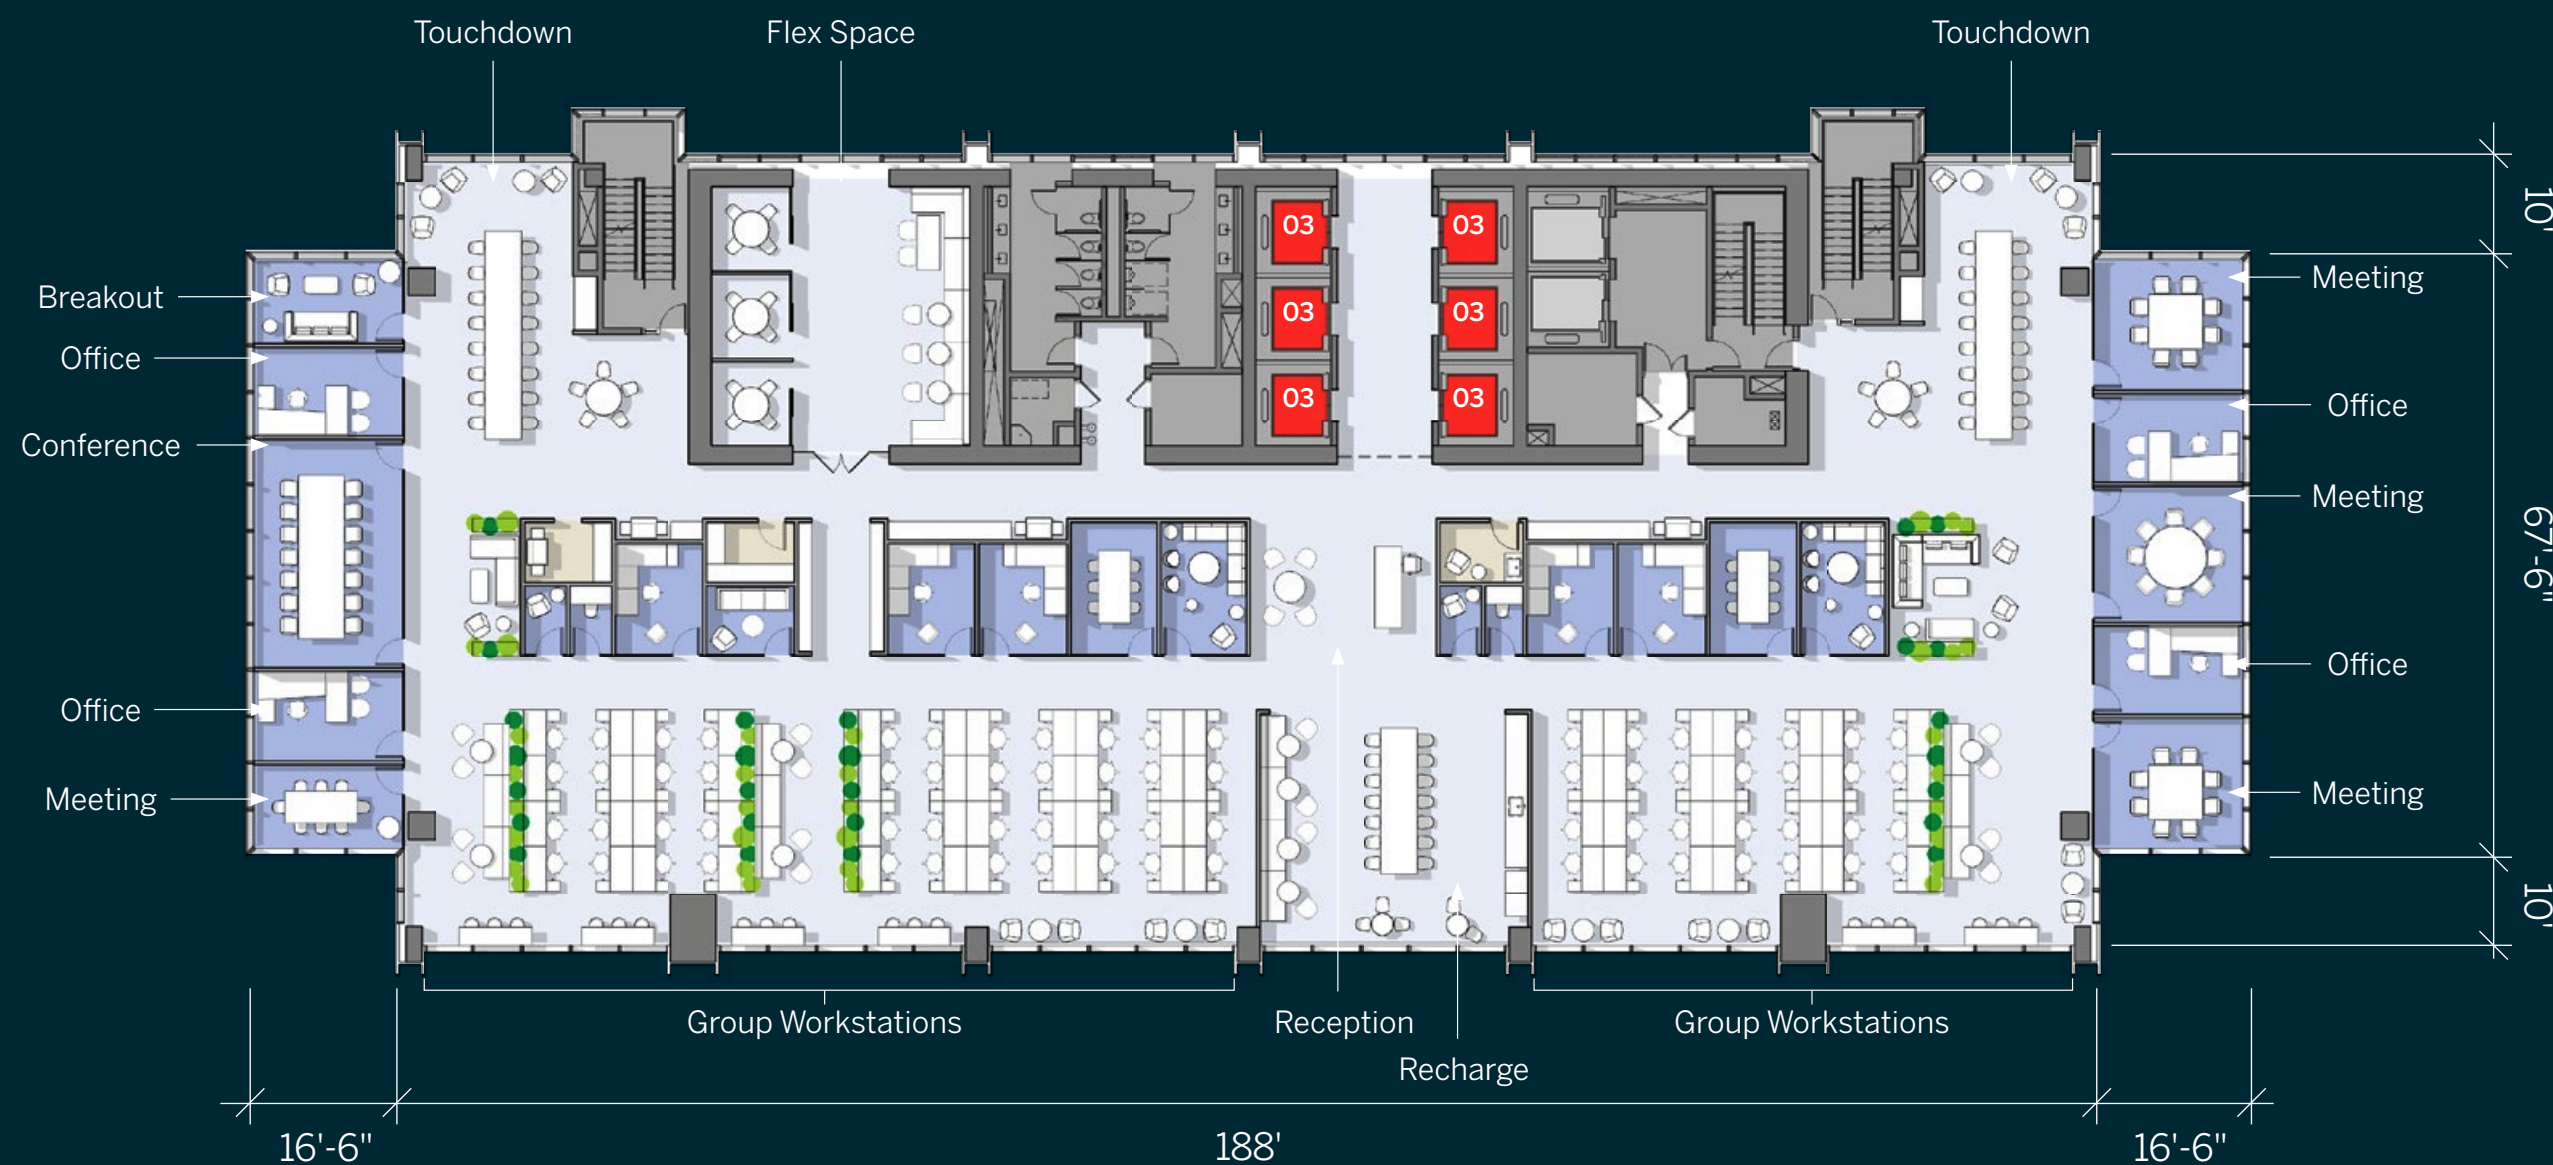 Touchdown
Flex Space
Touchdown
03
03
03
03
03
03
Breakout
Office
Conference
Office
Meeting
Meeting
Office
Meeting
Office
Meeting
10'
67'-6"
10'
Group Workstations
Reception
Group Workstations
Recharge
16'-6"
188'
16'-6"